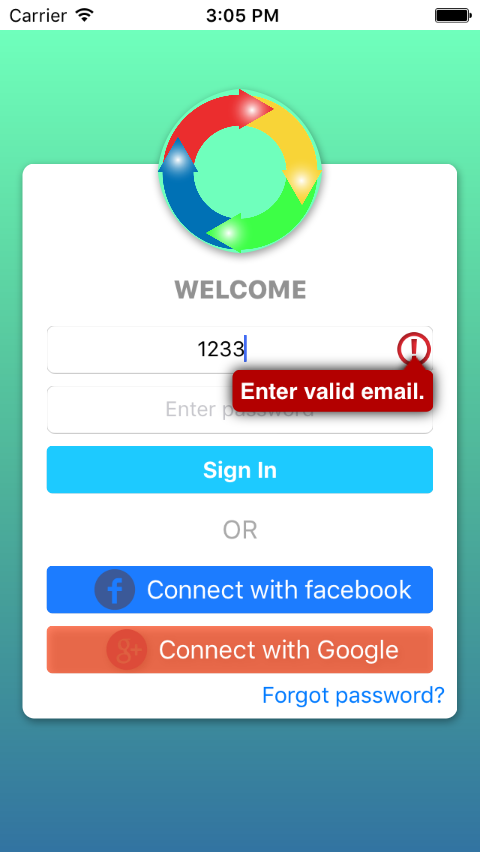 Carrier 3:05 PM
WELCOME
1233
!
Enter valid email.
Enter password
Sign In
OR
f Connect with facebook
g+ Connect with Google
Forgot password?